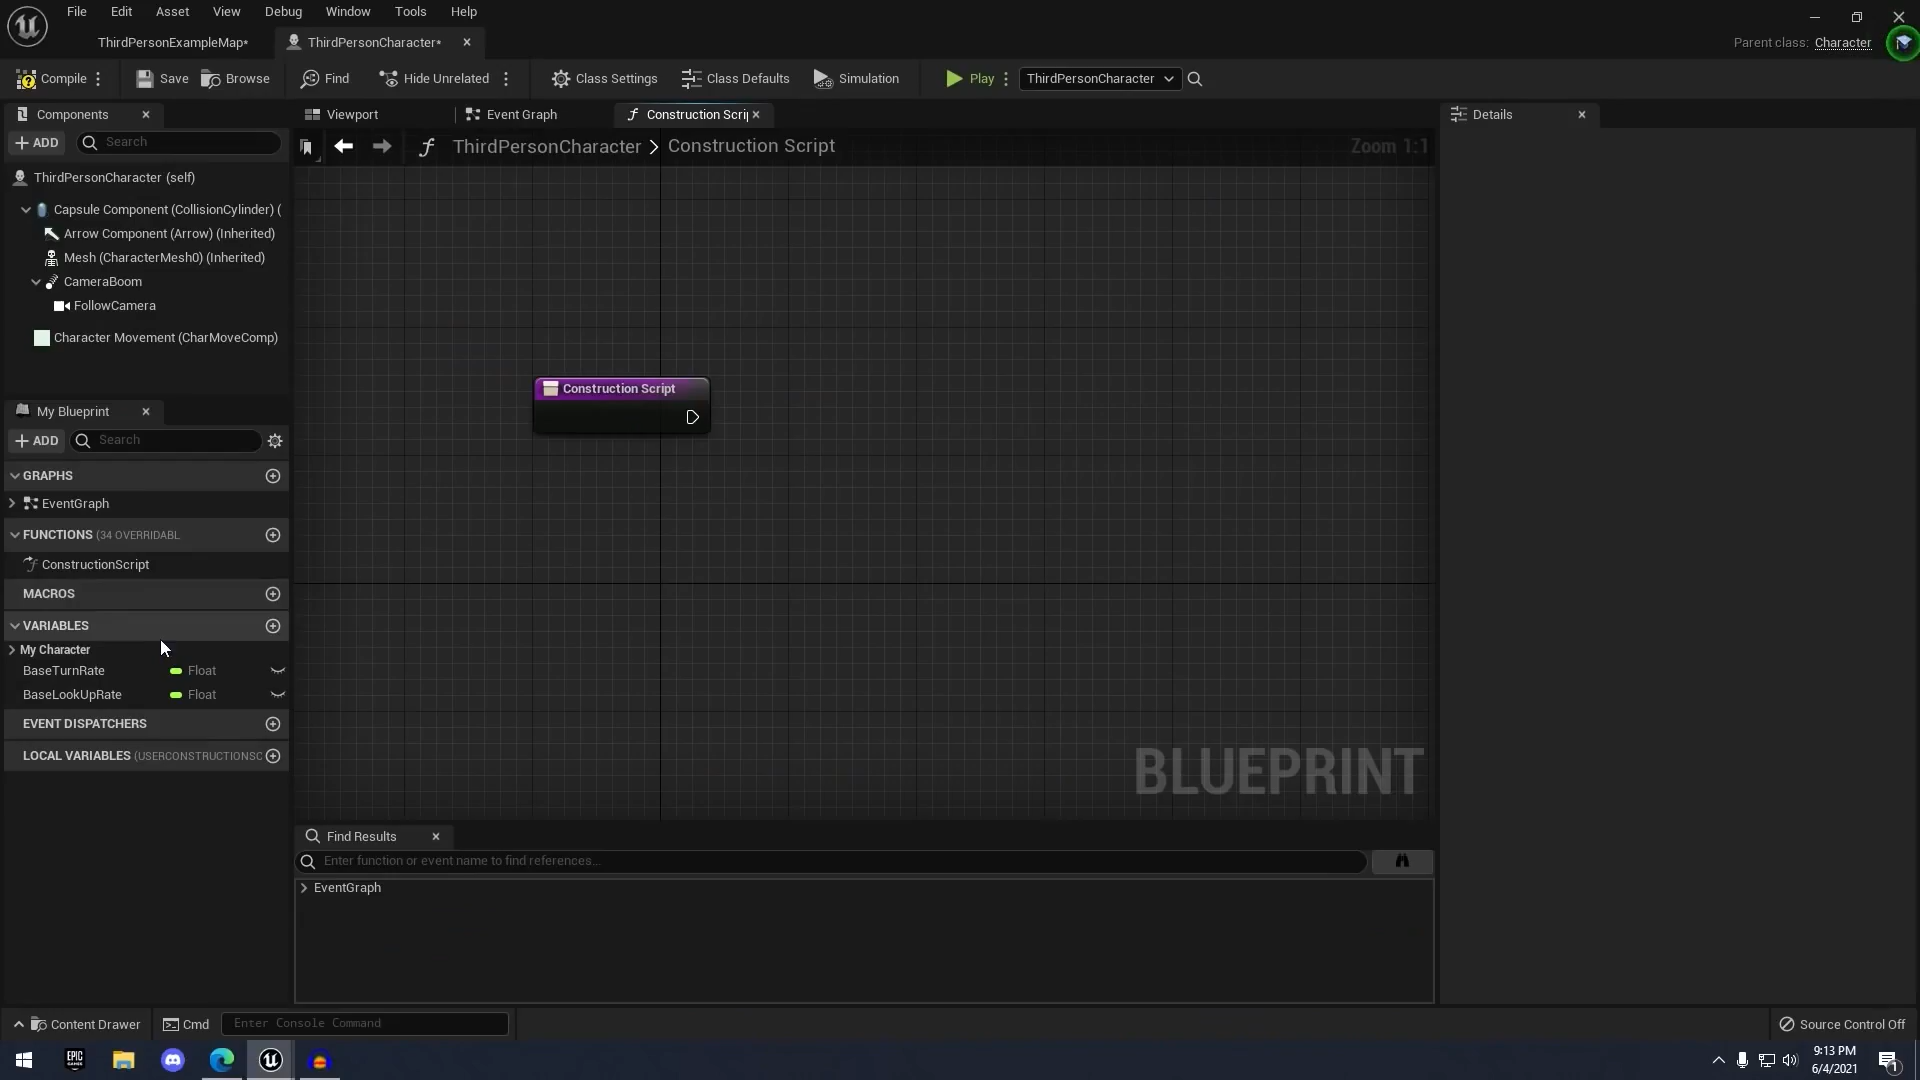 File Edit Asset View Debug Window Tools Help
ThirdPersonExampleMap* ThirdPersonCharacter* Parent class: Character
Compile Save Browse Find Hide Unrelated Class Settings Class Defaults Simulation Play ThirdPersonCharacter
Components Viewport Event Graph Construction Scrip Details
ADD Search ThirdPersonCharacter Construction Script Zoom 1:1
ThirdPersonCharacter (self)
Capsule Component (CollisionCylinder) (
Arrow Component (Arrow) (Inherited)
Mesh (CharacterMesh0) (Inherited)
CameraBoom
FollowCamera
Character Movement (CharMoveComp)
Construction Script
My Blueprint
ADD Search
GRAPHS
EventGraph
FUNCTIONS (34 OVERRIDABL
ConstructionScript
MACROS
VARIABLES
My Character
BaseTurnRate Float
BaseLookUpRate Float
EVENT DISPATCHERS
LOCAL VARIABLES (USERCONSTRUCTIONSC
BLUEPRINT
Find Results
Enter function or event name to find references...
EventGraph
Content Drawer Cmd Enter Console Command Source Control Off
EPIC GAMES
9:13 PM
6/4/2021
1